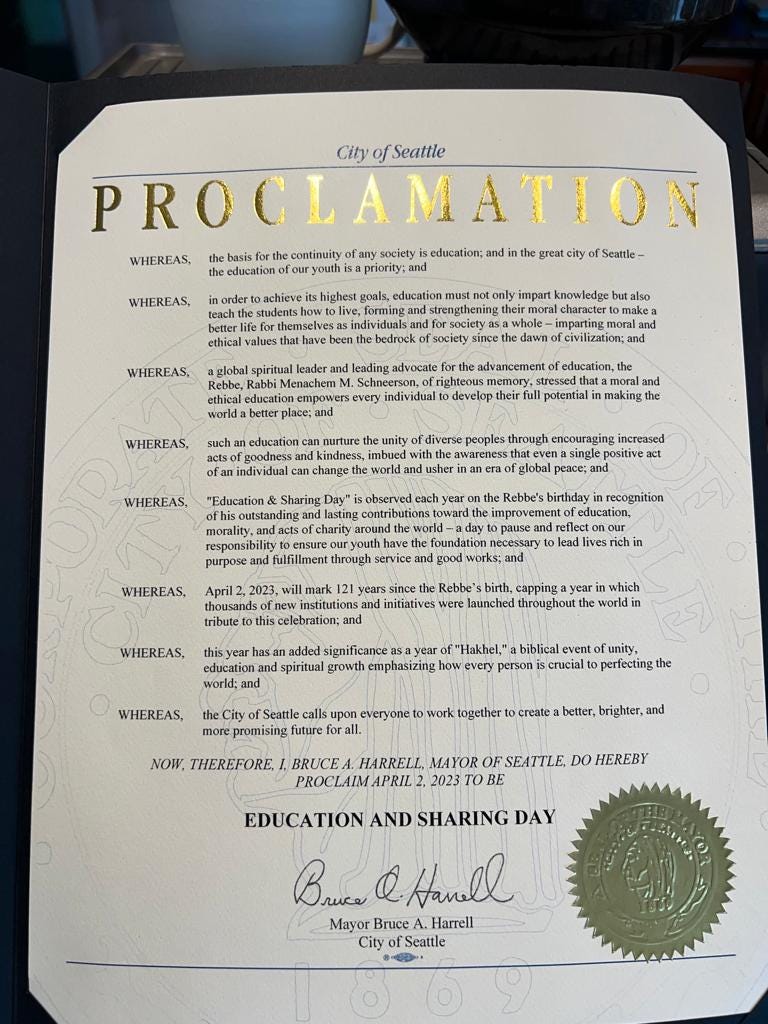 City of Seattle
PROCLAMATION
WHEREAS, the basis for the continuity of any society is education; and in the great city of Seattle –
the education of our youth is a priority; and
WHEREAS, in order to achieve its highest goals, education must not only impart knowledge but also
teach the students how to live, forming and strengthening their moral character to make a
better life for themselves as individuals and for society as a whole – imparting moral and
ethical values that have been the bedrock of society since the dawn of civilization; and
WHEREAS, a global spiritual leader and leading advocate for the advancement of education, the
Rebbe, Rabbi Menachem M. Schneerson, of righteous memory, stressed that a moral and
ethical education empowers every individual to develop their full potential in making the
world a better place; and
WHEREAS, such an education can nurture the unity of diverse peoples through encouraging increased
acts of goodness and kindness, imbued with the awareness that even a single positive act
of an individual can change the world and usher in an era of global peace; and
WHEREAS, "Education & Sharing Day" is observed each year on the Rebbe's birthday in recognition
of his outstanding and lasting contributions toward the improvement of education,
morality, and acts of charity around the world – a day to pause and reflect on our
responsibility to ensure our youth have the foundation necessary to lead lives rich in
purpose and fulfillment through service and good works; and
WHEREAS, April 2, 2023, will mark 121 years since the Rebbe's birth, capping a year in which
thousands of new institutions and initiatives were launched throughout the world in
tribute to this celebration; and
WHEREAS, this year has an added significance as a year of "Hakhel," a biblical event of unity,
education and spiritual growth emphasizing how every person is crucial to perfecting the
world; and
WHEREAS, the City of Seattle calls upon everyone to work together to create a better, brighter, and
more promising future for all.
NOW, THEREFORE, I, BRUCE A. HARRELL, MAYOR OF SEATTLE, DO HEREBY
PROCLAIM APRIL 2, 2023 TO BE
EDUCATION AND SHARING DAY
Bruce A. Harrell
Mayor Bruce A. Harrell
City of Seattle
1869